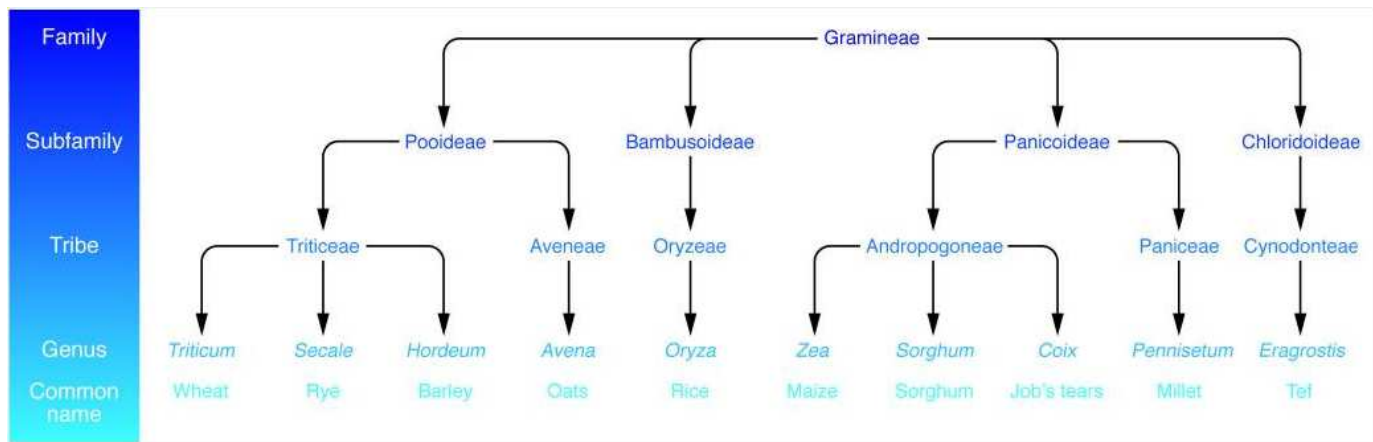 Family
Gramineae
Subfamily
Pooideae
Bambusoideae
Panicoideae
Chloridoideae
Tribe
Triticeae
Aveneae
Oryzeae
Andropogoneae
Paniceae
Cynodonteae
Genus
Triticum
Secale
Hordeum
Avena
Oryza
Zea
Sorghum
Coix
Pennisetum
Eragrostis
Common
name
Wheat
Rye
Barley
Oats
Rice
Maize
Sorghum
Job's tears
Millet
Tef